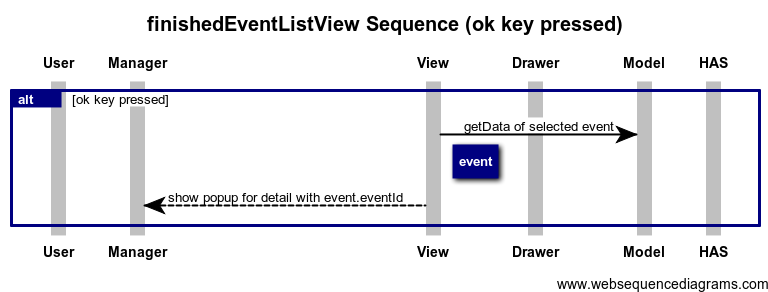 finishedEventListView Sequence (ok key pressed)
User Manager View Drawer Model HAS
alt [ok key pressed]
getData of selected event
event
show popup for detail with event.eventId
User Manager View Drawer Model HAS
www.websequencediagrams.com